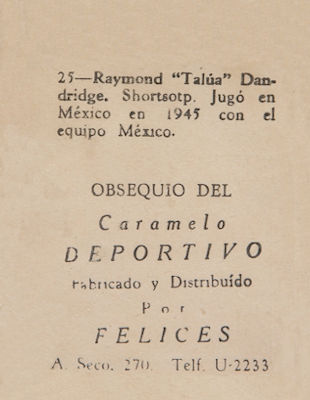 25—Raymond "Talúa" Dan-
dridge. Shortsotp. Jugó en
México en 1945 con el
equipo México.
OBSEQUIO DEL
Caramelo
DEPORTIVO
Fabricado y Distribuído
Por
FELICES
A. Seco. 270. Telf. U-2233